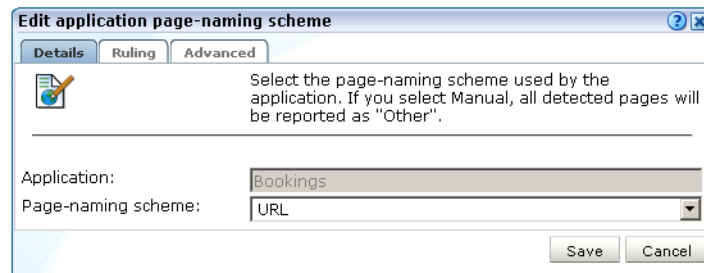 Edit application page-naming scheme
Details Ruling Advanced
Select the page-naming scheme used by the
application. If you select Manual, all detected pages will
be reported as "Other".
Application: Bookings
Page-naming scheme: URL
Save Cancel